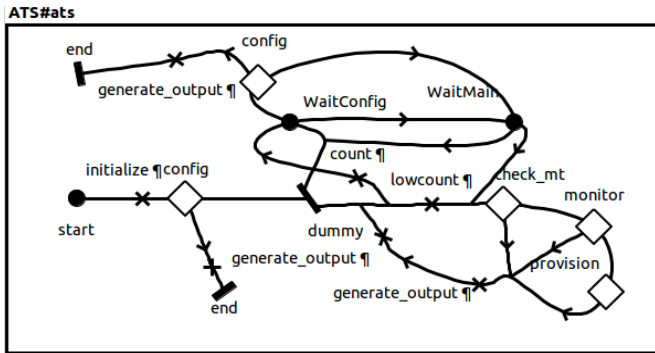 ATS#ats
end
config
generate_output ¶
WaitConfig
WaitMain
count ¶
initialize ¶
config
lowcount ¶
check_mt
monitor
start
dummy
generate_output ¶
provision
generate_output ¶
end